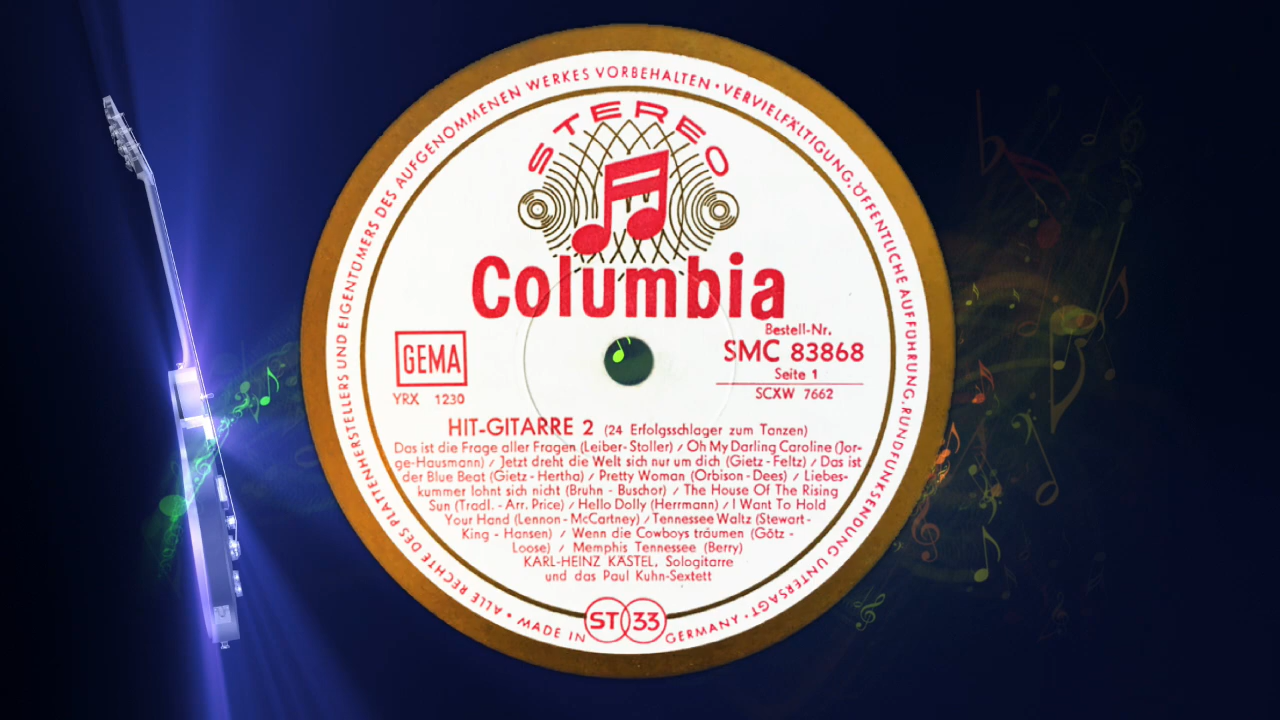 ALLE RECHTE DES PLATTENHERSTELLERS UND EIGENTÜMERS DES AUFGENOMMENEN WERKES VORBEHALTEN • VERVIELFÄLTIGUNG, ÖFFENTLICHE AUFFÜHRUNG, RUNDFUNKSENDUNG UNTERSAGT •
STEREO
Columbia
Bestell-Nr.
GEMA
SMC 83868
Seite 1
YRX 1230
SCXW 7662
HIT-GITARRE 2 (24 Erfolgsschlager zum Tanzen)
Das ist die Frage aller Fragen (Leiber-Stoller) / Oh My Darling Caroline (Jor-
ge-Hausmann) / Jetzt dreht die Welt sich nur um dich (Gietz - Feltz) / Das ist
der Blue Beat (Gietz - Hertha) / Pretty Woman (Orbison - Dees) / Liebes-
kummer lohnt sich nicht (Bruhn - Buschor) / The House Of The Rising
Sun (Tradl. - Arr. Price) / Hello Dolly (Herrmann) / I Want To Hold
Your Hand (Lennon - McCartney) / Tennessee Waltz (Stewart-
King - Hansen) / Wenn die Cowboys träumen (Götz -
Loose) / Memphis Tennessee (Berry)
KARL-HEINZ KÄSTEL, Sologitarre
und das Paul Kuhn-Sextett
MADE IN ST 33 GERMANY